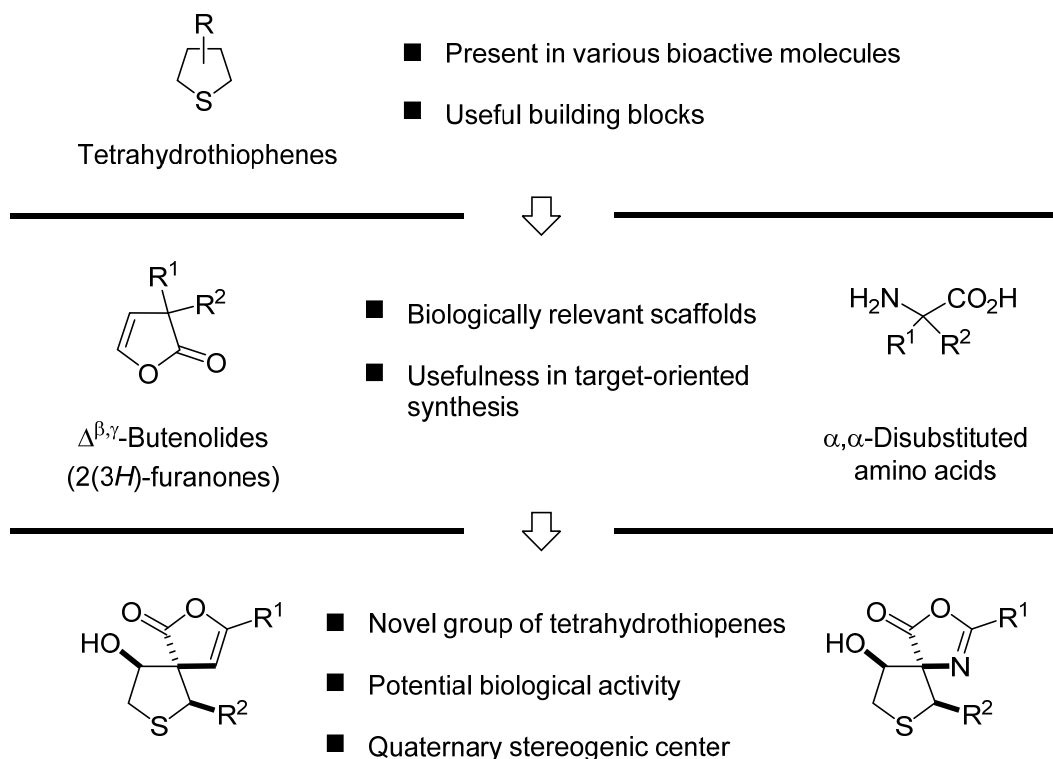 R
S
Tetrahydrothiophenes
■ Present in various bioactive molecules
■ Useful building blocks
R¹
R²
O
O
Δβ,γ-Butenolides
(2(3H)-furanones)
■ Biologically relevant scaffolds
■ Usefulness in target-oriented
synthesis
H₂N CO₂H
R¹ R²
α,α-Disubstituted
amino acids
O O R¹
HO
S R²
■ Novel group of tetrahydrothiopenes
■ Potential biological activity
■ Quaternary stereogenic center
O O R¹
HO N
S R²